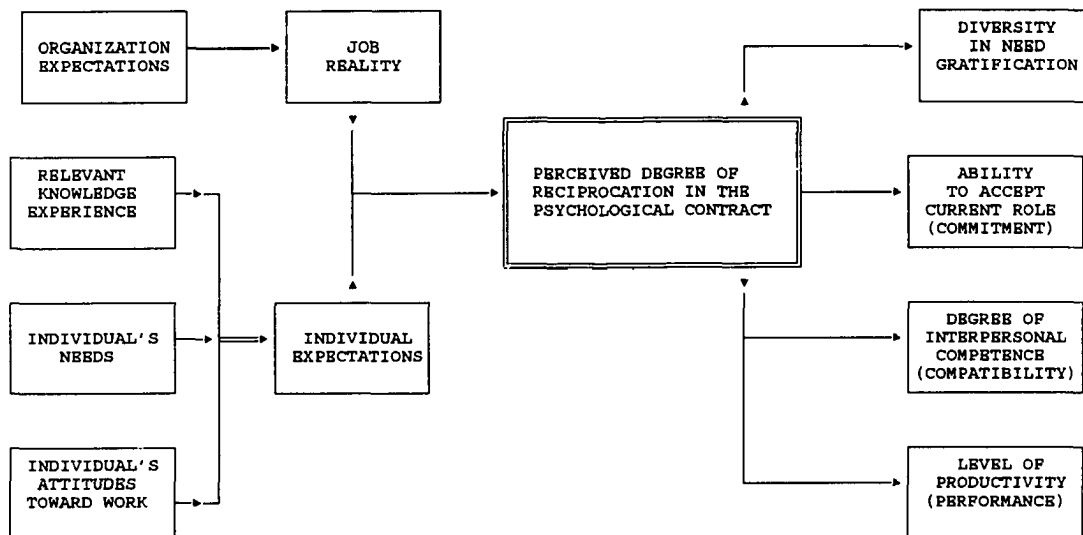 ORGANIZATION
EXPECTATIONS
JOB
REALITY
DIVERSITY
IN NEED
GRATIFICATION
RELEVANT
KNOWLEDGE
EXPERIENCE
PERCEIVED DEGREE OF
RECIPROCATION IN THE
PSYCHOLOGICAL CONTRACT
ABILITY
TO ACCEPT
CURRENT ROLE
(COMMITMENT)
INDIVIDUAL'S
NEEDS
INDIVIDUAL
EXPECTATIONS
DEGREE OF
INTERPERSONAL
COMPETENCE
(COMPATIBILITY)
INDIVIDUAL'S
ATTITUDES
TOWARD WORK
LEVEL OF
PRODUCTIVITY
(PERFORMANCE)